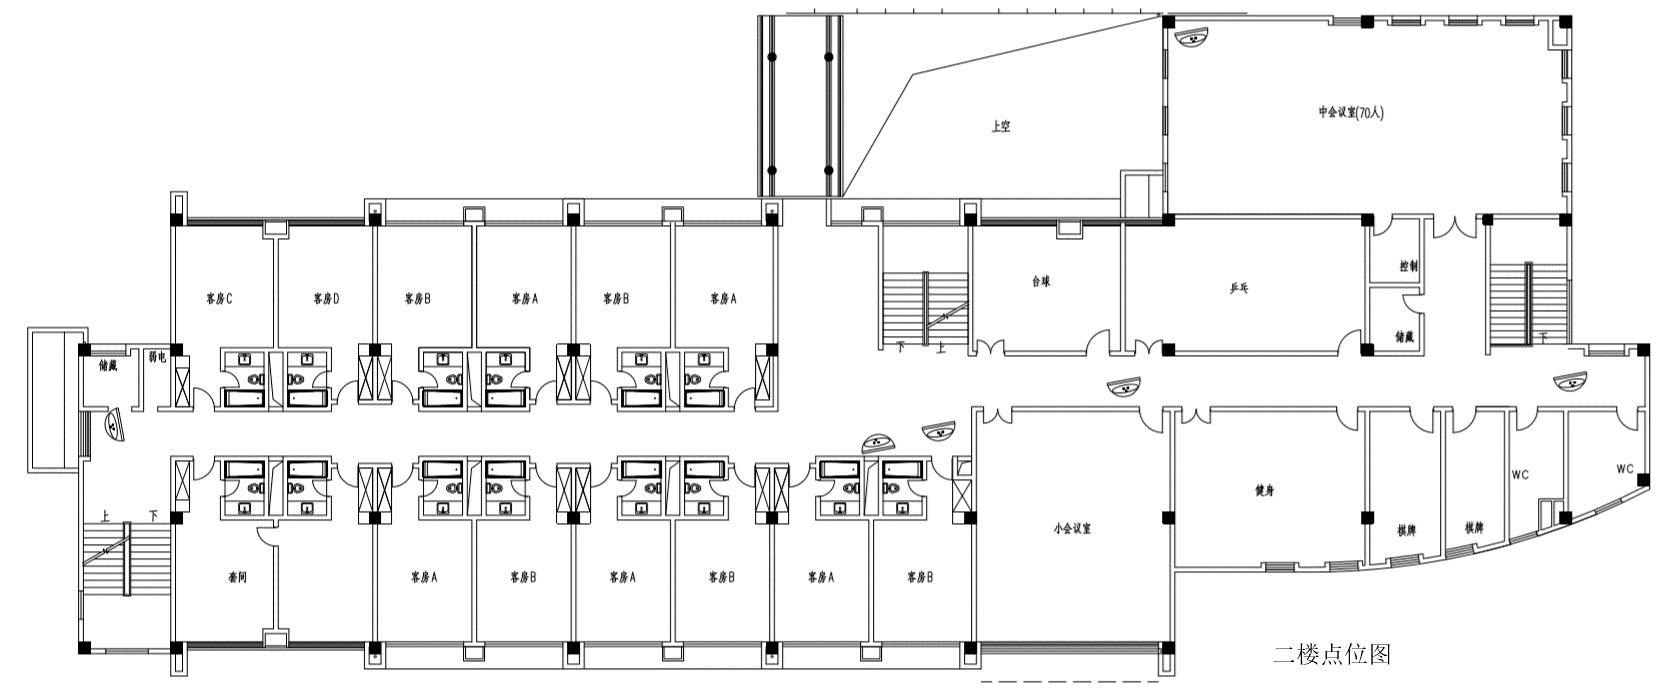 中会议室(70人)
上空
控制
台球
乒乓
客房C
客房D
客房B
客房A
客房B
客房A
储藏
下
下
上
储藏
弱电
WC
WC
健身
上
下
小会议室
棋牌
棋牌
套间
客房A
客房B
客房A
客房B
客房A
客房B
二楼点位图